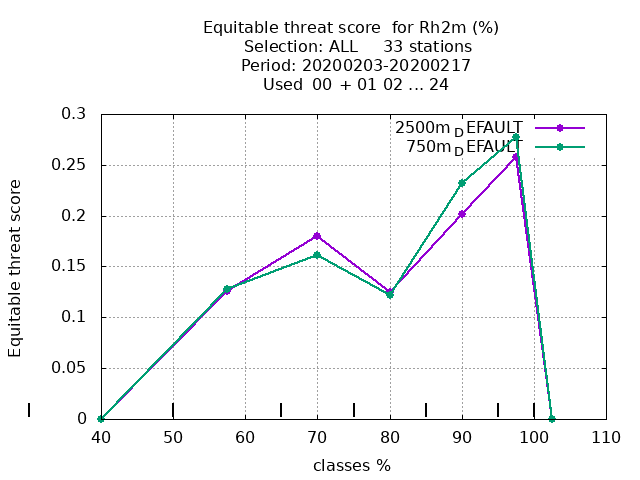 Equitable threat score  for Rh2m (%)
Selection: ALL     33 stations
Period: 20200203-20200217
Used  00 + 01 02 ... 24
2500m_DEFAULT
750m_DEFAULT
0.3
0.25
0.2
0.15
0.1
0.05
0
Equitable threat score
40 50 60 70 80 90 100 110
classes %